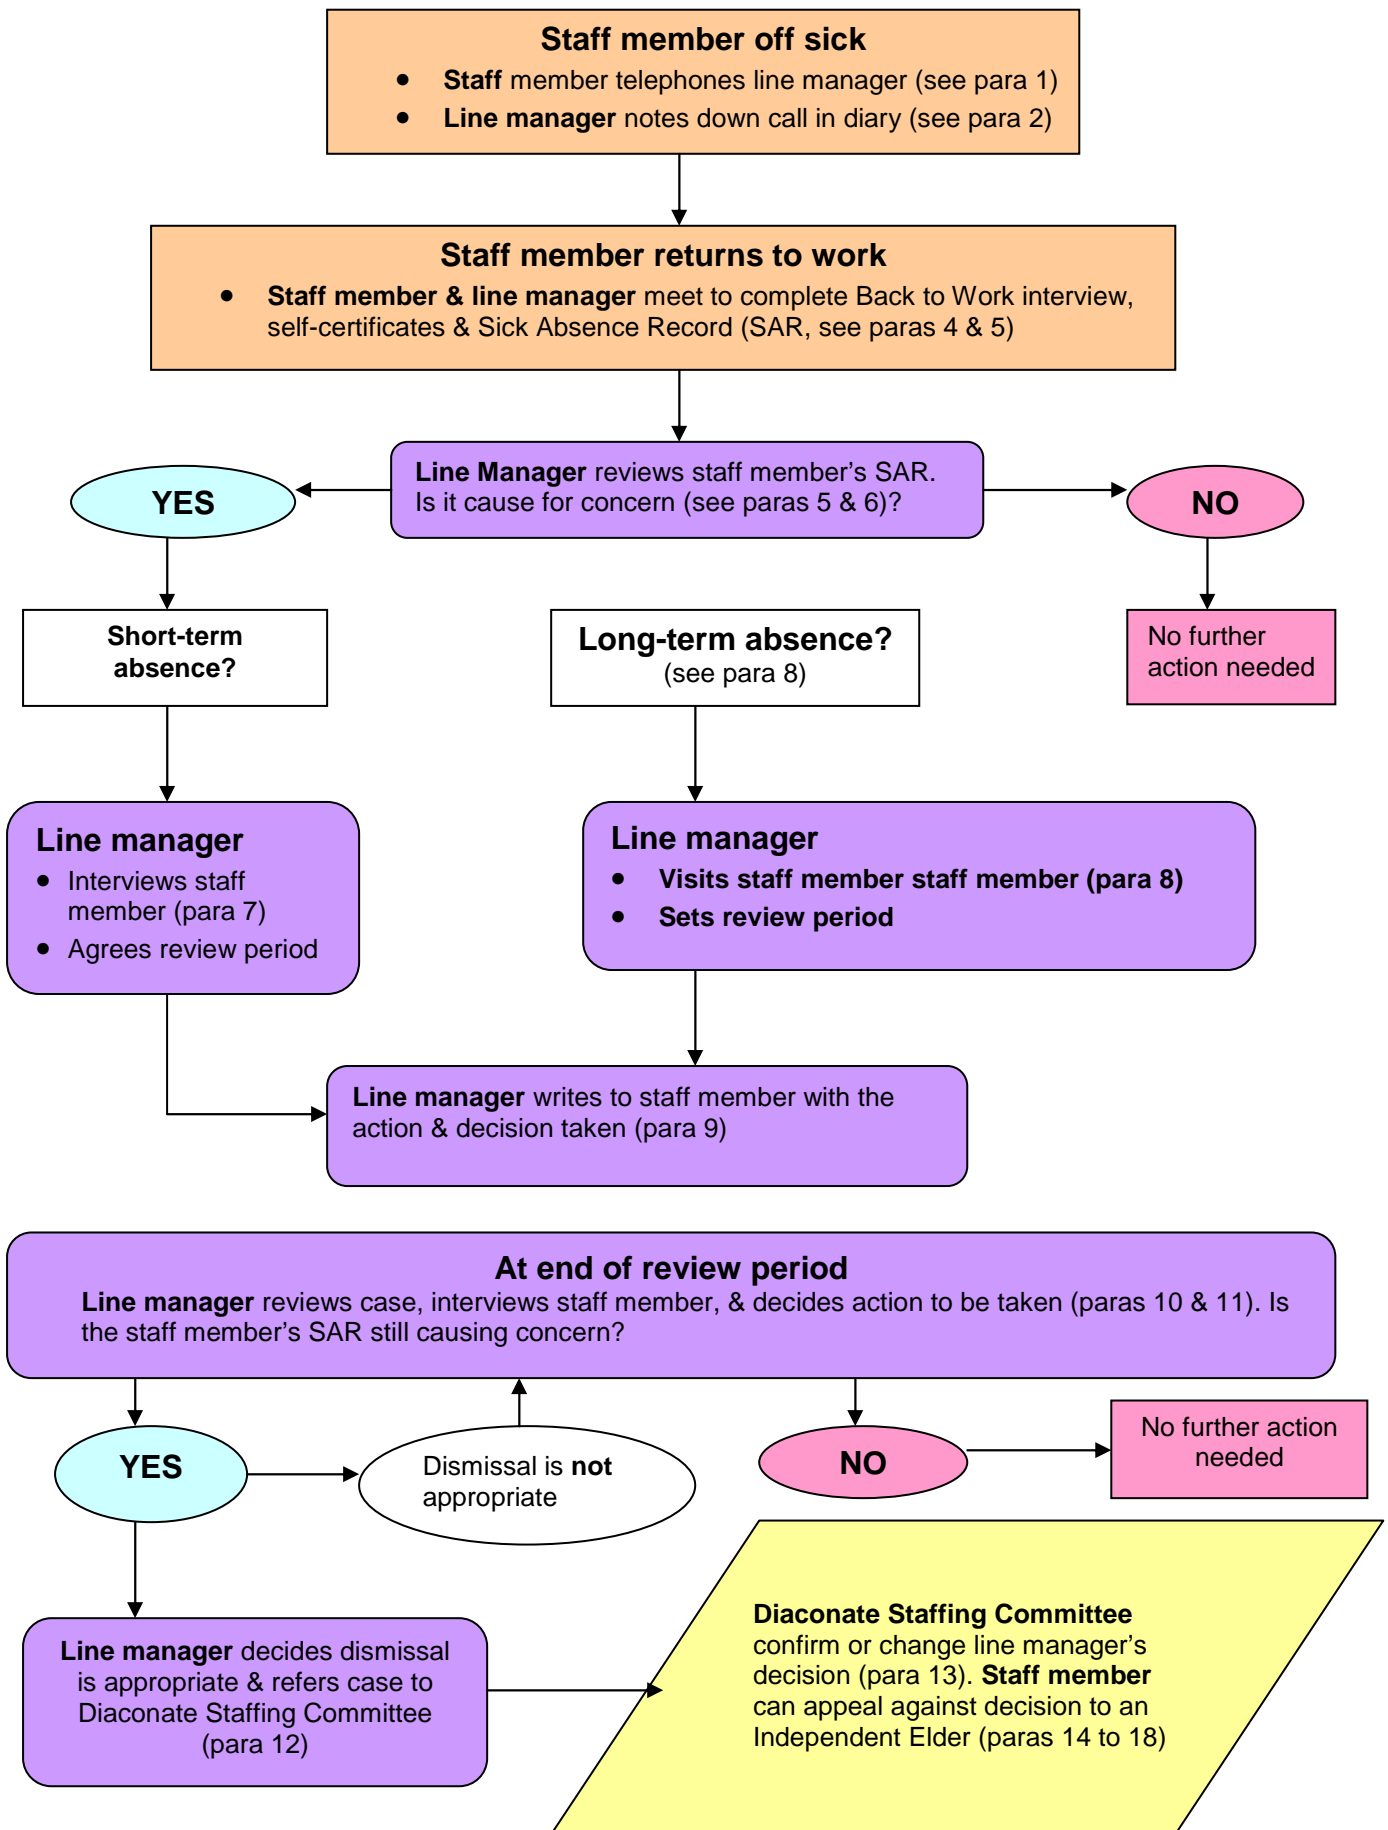 Staff member off sick
• Staff member telephones line manager (see para 1)
• Line manager notes down call in diary (see para 2)
Staff member returns to work
• Staff member & line manager meet to complete Back to Work interview,
self-certificates & Sick Absence Record (SAR, see paras 4 & 5)
Line Manager reviews staff member's SAR.
Is it cause for concern (see paras 5 & 6)?
YES
NO
Short-term
absence?
Long-term absence?
(see para 8)
No further
action needed
Line manager
• Interviews staff
member (para 7)
• Agrees review period
Line manager
• Visits staff member staff member (para 8)
• Sets review period
Line manager writes to staff member with the
action & decision taken (para 9)
At end of review period
Line manager reviews case, interviews staff member, & decides action to be taken (paras 10 & 11). Is
the staff member's SAR still causing concern?
YES
Dismissal is not
appropriate
NO
No further action
needed
Line manager decides dismissal
is appropriate & refers case to
Diaconate Staffing Committee
(para 12)
Diaconate Staffing Committee
confirm or change line manager's
decision (para 13). Staff member
can appeal against decision to an
Independent Elder (paras 14 to 18)